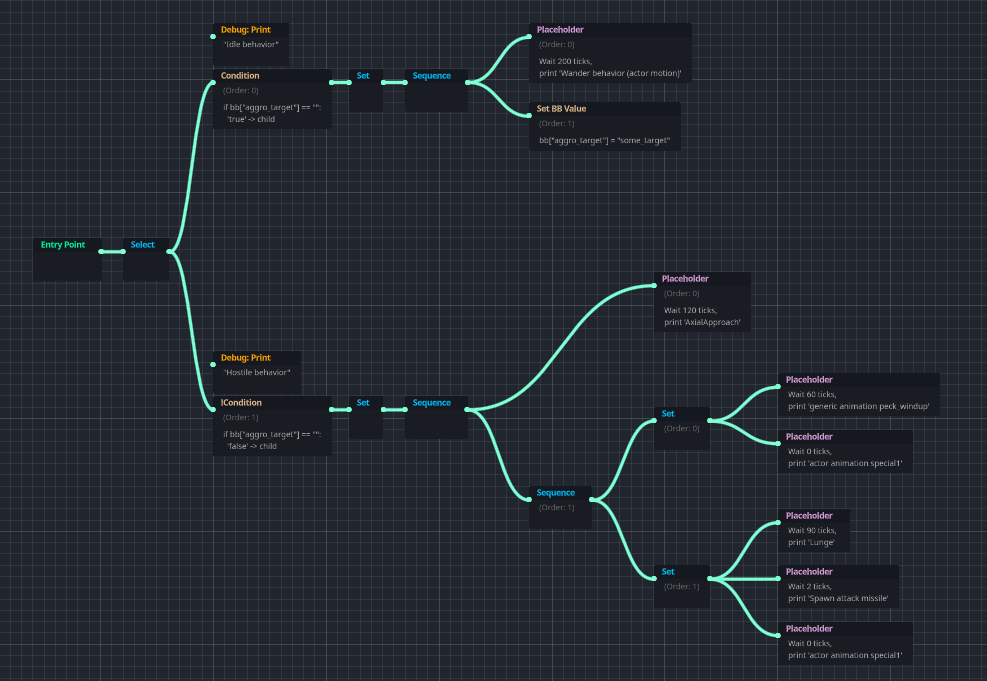 Debug: Print
"Idle behavior"
Condition
(Order: 0)
if bb["aggro_target"] == "":
'true' -> child
Set
Sequence
Placeholder
(Order: 0)
Wait 200 ticks,
print 'Wander behavior (actor motion)'
Set BB Value
(Order: 1)
bb["aggro_target"] = "some_target"
Entry Point
Select
Debug: Print
"Hostile behavior"
!Condition
(Order: 1)
if bb["aggro_target"] == "":
'false' -> child
Set
Sequence
Placeholder
(Order: 0)
Wait 120 ticks,
print 'AxialApproach'
Sequence
(Order: 1)
Set
(Order: 0)
Placeholder
Wait 60 ticks,
print 'generic animation peck_windup'
Placeholder
Wait 0 ticks,
print 'actor animation special1'
Set
(Order: 1)
Placeholder
Wait 90 ticks,
print 'Lunge'
Placeholder
Wait 2 ticks,
print 'Spawn attack missile'
Placeholder
Wait 0 ticks,
print 'actor animation special1'